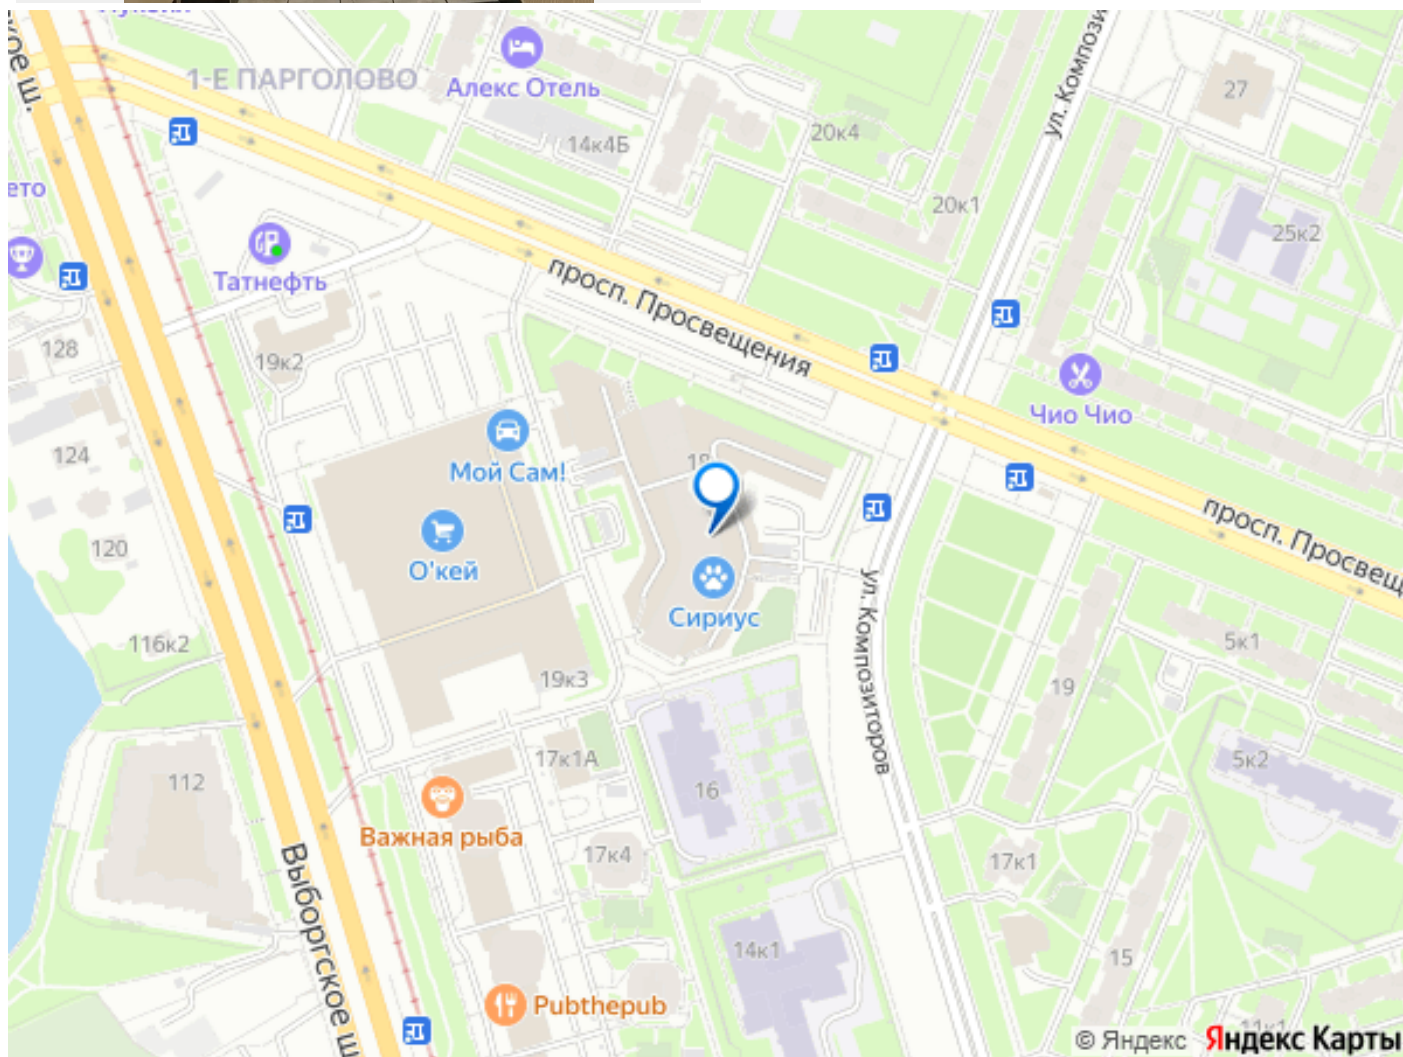 1-Е ПАРГОЛОВО
Алекс Отель
27
14к4Б
20к4
ул. Компози
20к1
25к2
Татнефть
просп. Просвещения
128
19к2
Чио Чио
124
Мой Сам!
просп. Просвещ
120
О'кей
Сириус
ул. Композиторов
116к2
5к1
19к3
19
112
17к1А
16
5к2
Важная рыба
17к4
17к1
Выборгское ш
14к1
15
Pubthepub
© Яндекс Яндекс Карты